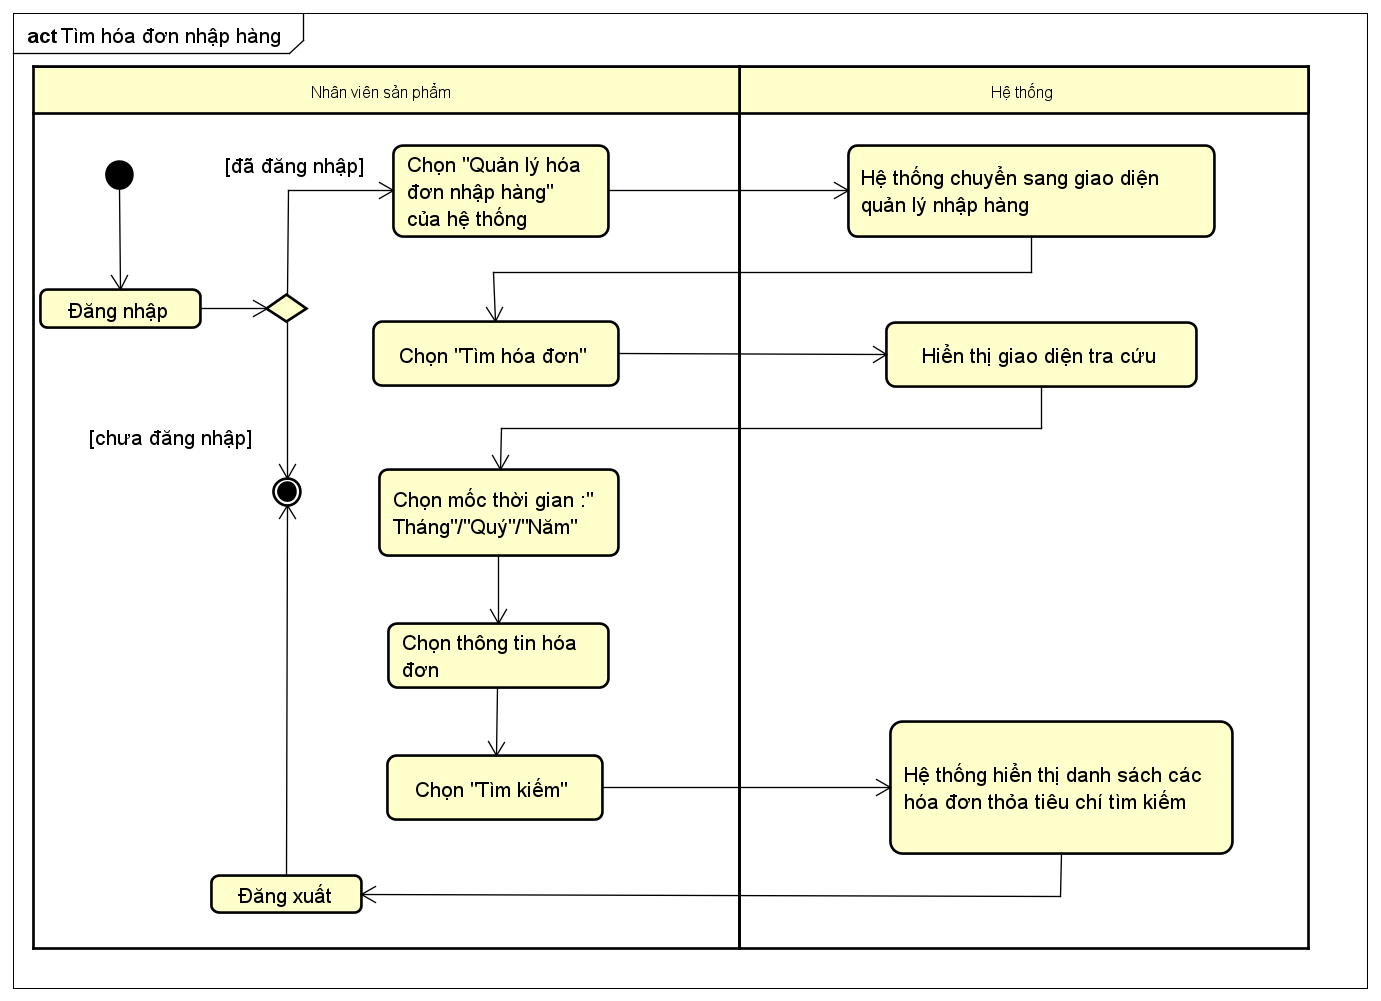 act Tìm hóa đơn nhập hàng
Nhân viên sản phẩm
Hệ thống
[đã đăng nhập]
Chọn "Quản lý hóa
đơn nhập hàng"
của hệ thống
Hệ thống chuyển sang giao diện
quản lý nhập hàng
Đăng nhập
Chọn "Tìm hóa đơn"
Hiển thị giao diện tra cứu
[chưa đăng nhập]
Chọn mốc thời gian :"
Tháng"/"Quý"/"Năm"
Chọn thông tin hóa
đơn
Chọn "Tìm kiếm"
Hệ thống hiển thị danh sách các
hóa đơn thỏa tiêu chí tìm kiếm
Đăng xuất